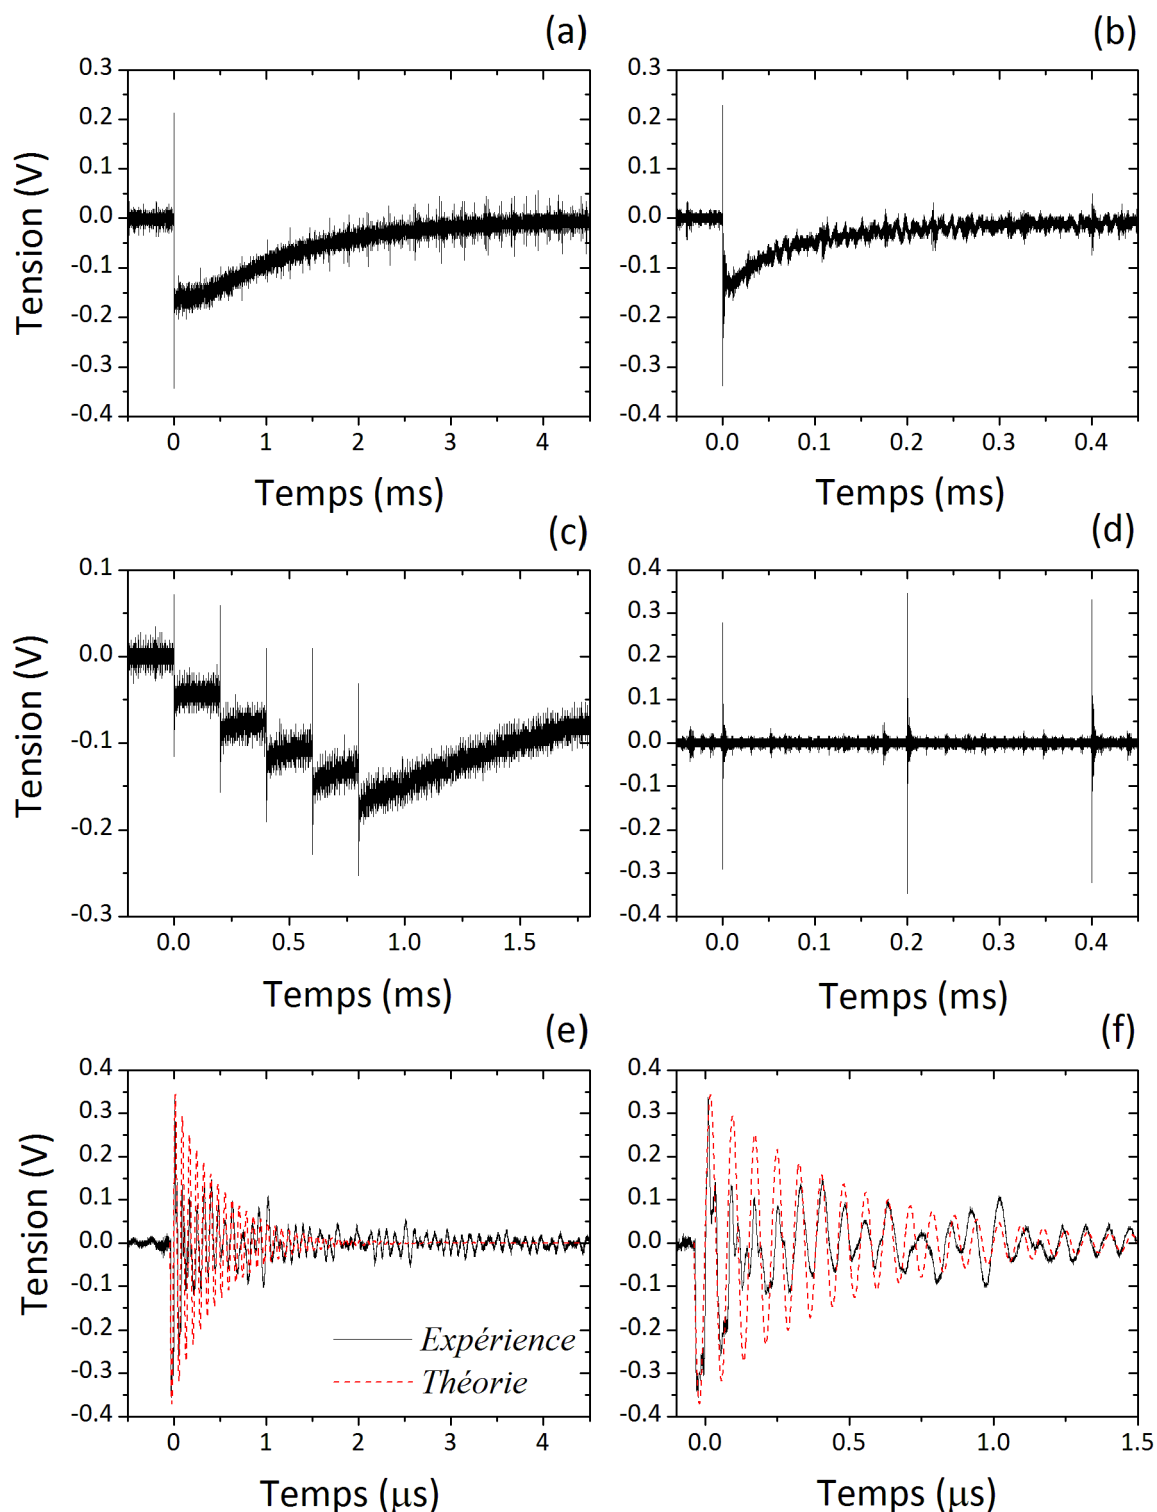 (a)
(b)
0.3
0.2
0.1
0.0
-0.1
-0.2
-0.3
-0.4
Tension (V)
0 1 2 3 4
Temps (ms)
0.3
0.2
0.1
0.0
-0.1
-0.2
-0.3
-0.4
0.0 0.1 0.2 0.3 0.4
Temps (ms)
(c)
(d)
0.1
0.0
-0.1
-0.2
-0.3
Tension (V)
0.0 0.5 1.0 1.5
Temps (ms)
0.4
0.3
0.2
0.1
0.0
-0.1
-0.2
-0.3
-0.4
0.0 0.1 0.2 0.3 0.4
Temps (ms)
(e)
(f)
0.4
0.3
0.2
0.1
0.0
-0.1
-0.2
-0.3
-0.4
Tension (V)
Expérience
Théorie
0 1 2 3 4
Temps (μs)
0.4
0.3
0.2
0.1
0.0
-0.1
-0.2
-0.3
-0.4
0.0 0.5 1.0 1.5
Temps (μs)